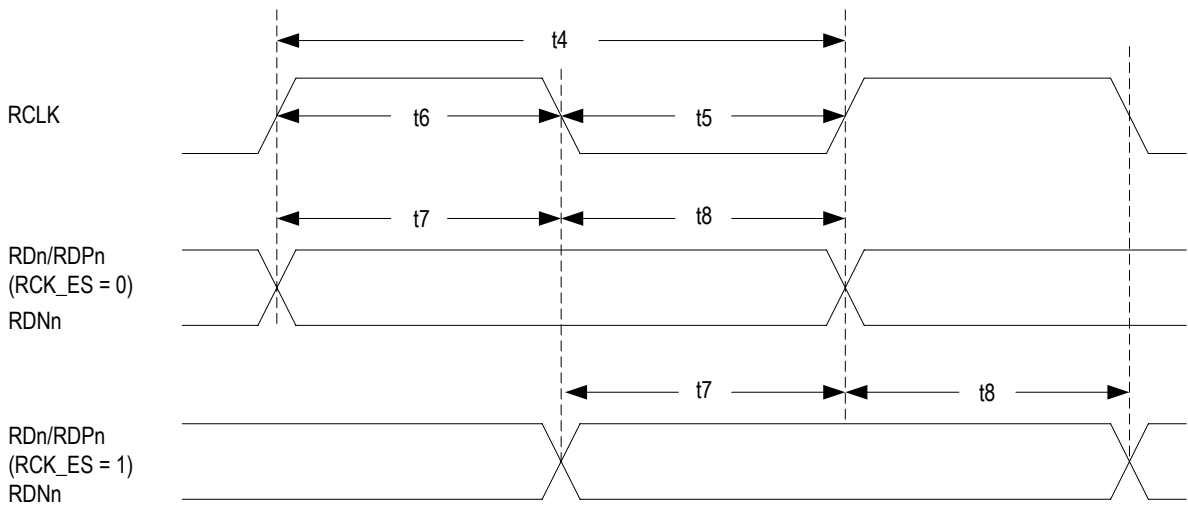 t4
RCLK
t6
t5
t7
t8
RDn/RDPn
(RCK_ES = 0)
RDNn
t7
t8
RDn/RDPn
(RCK_ES = 1)
RDNn